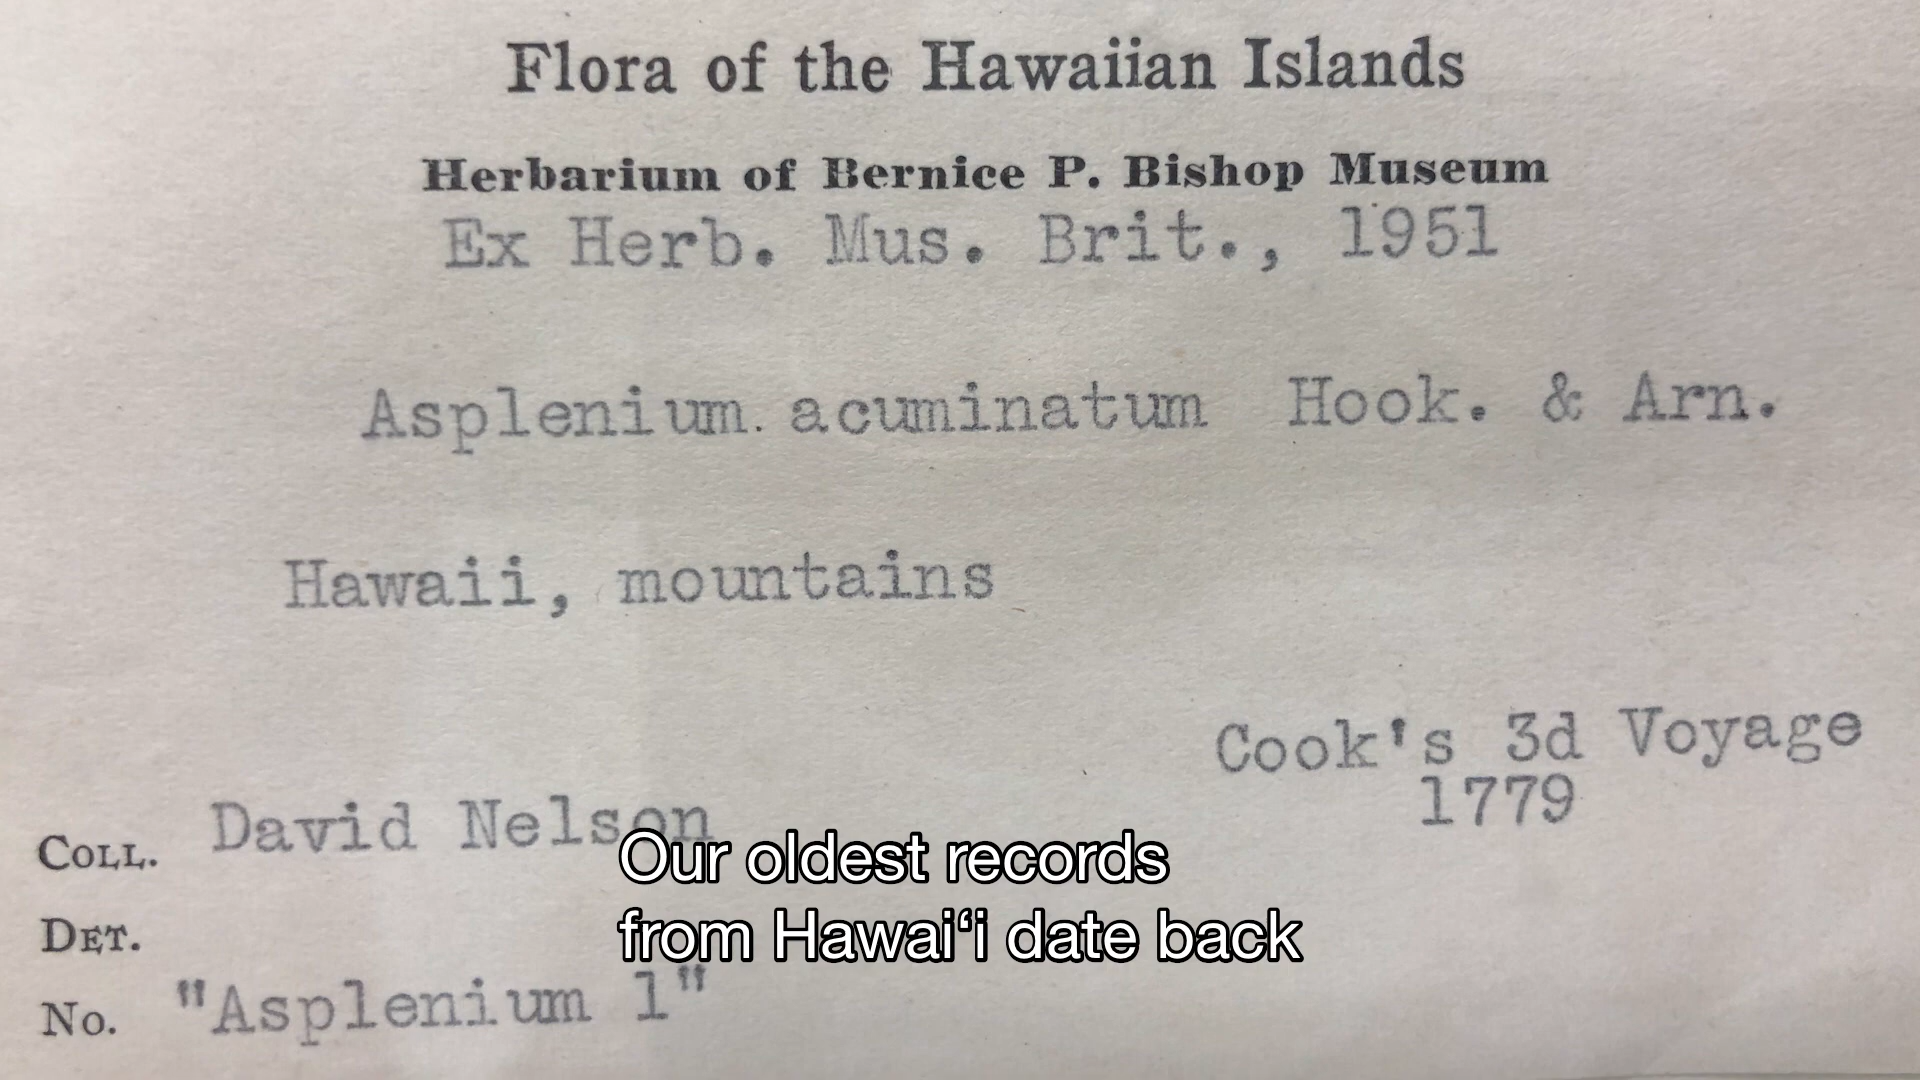 Flora of the Hawaiian Islands
Herbarium of Bernice P. Bishop Museum
Ex Herb. Mus. Brit., 1951
Asplenium. acuminatum Hook. & Arn.
Hawaii, mountains
Cook's 3d Voyage
1779
COLL. David Nelson
DET.
No. "Asplenium 1"
Our oldest records
from Hawaiʻi date back